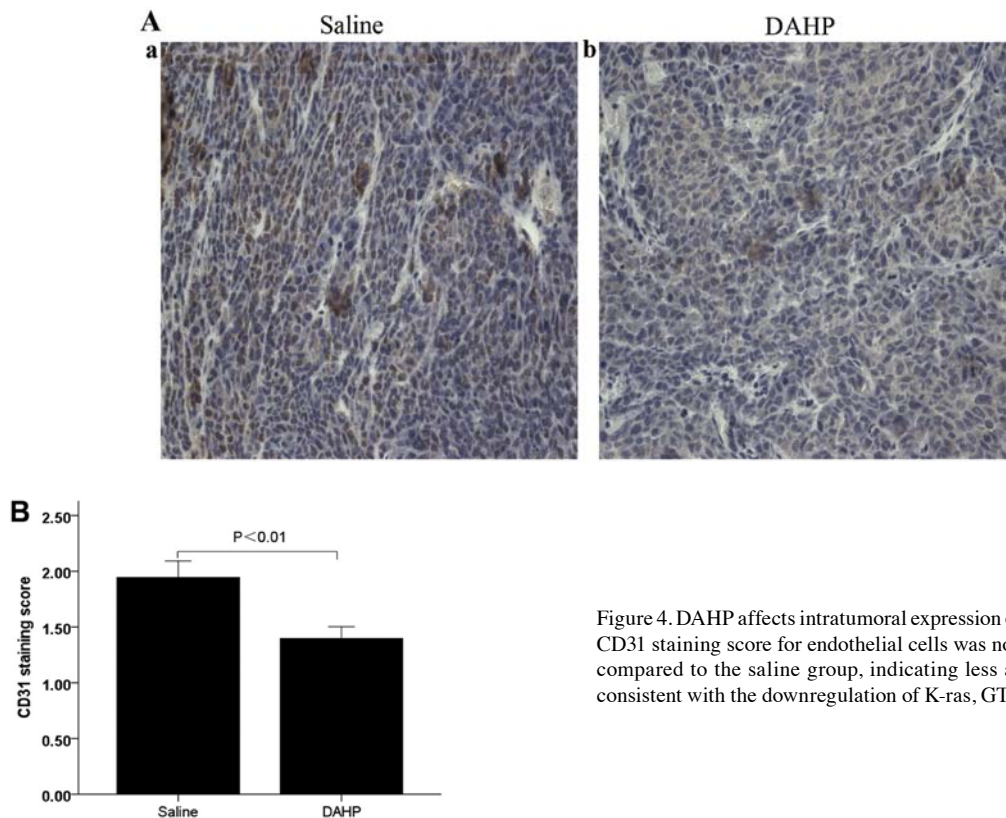 A
Saline
DAHP
a
b
B
2.50
2.00
1.50
1.00
0.50
0.00
CD31 staining score
P<0.01
Saline
DAHP
Figure 4. DAHP affects intratumoral expression
CD31 staining score for endothelial cells was
compared to the saline group, indicating less
consistent with the downregulation of K-ras,